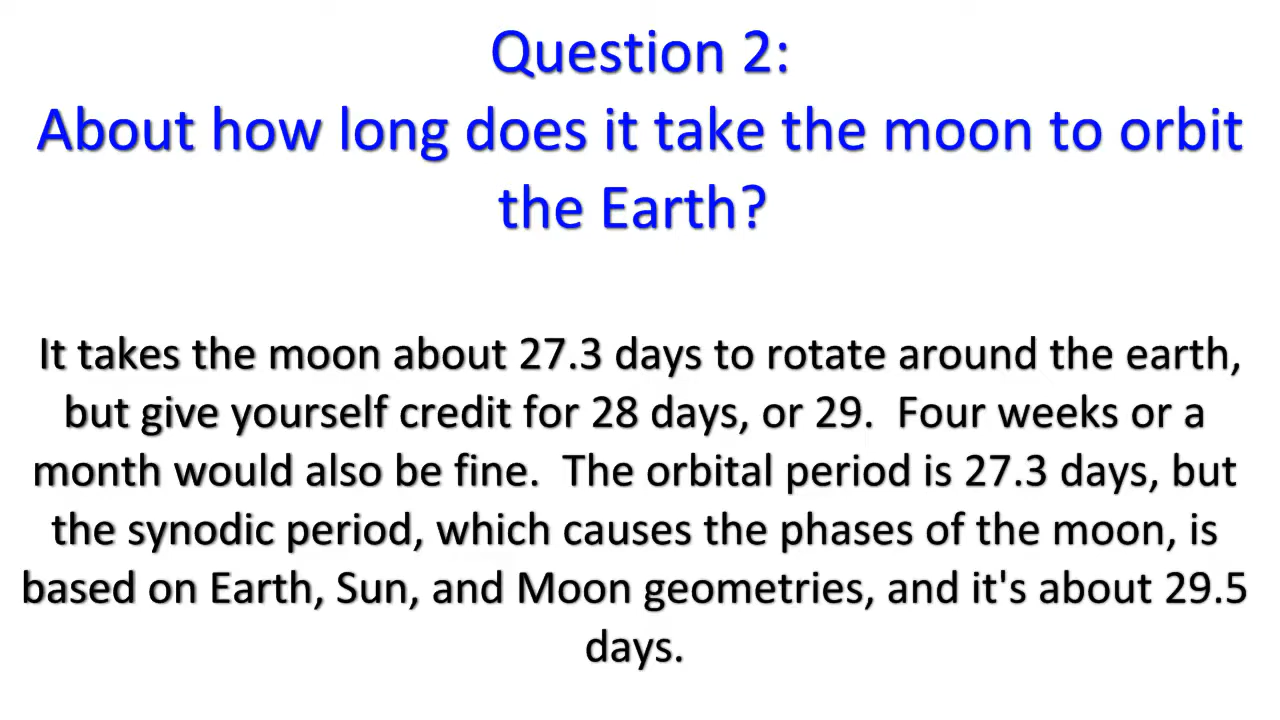 Question 2:
About how long does it take the moon to orbit
the Earth?
It takes the moon about 27.3 days to rotate around the earth,
but give yourself credit for 28 days, or 29.  Four weeks or a
month would also be fine.  The orbital period is 27.3 days, but
the synodic period, which causes the phases of the moon, is
based on Earth, Sun, and Moon geometries, and it's about 29.5
days.